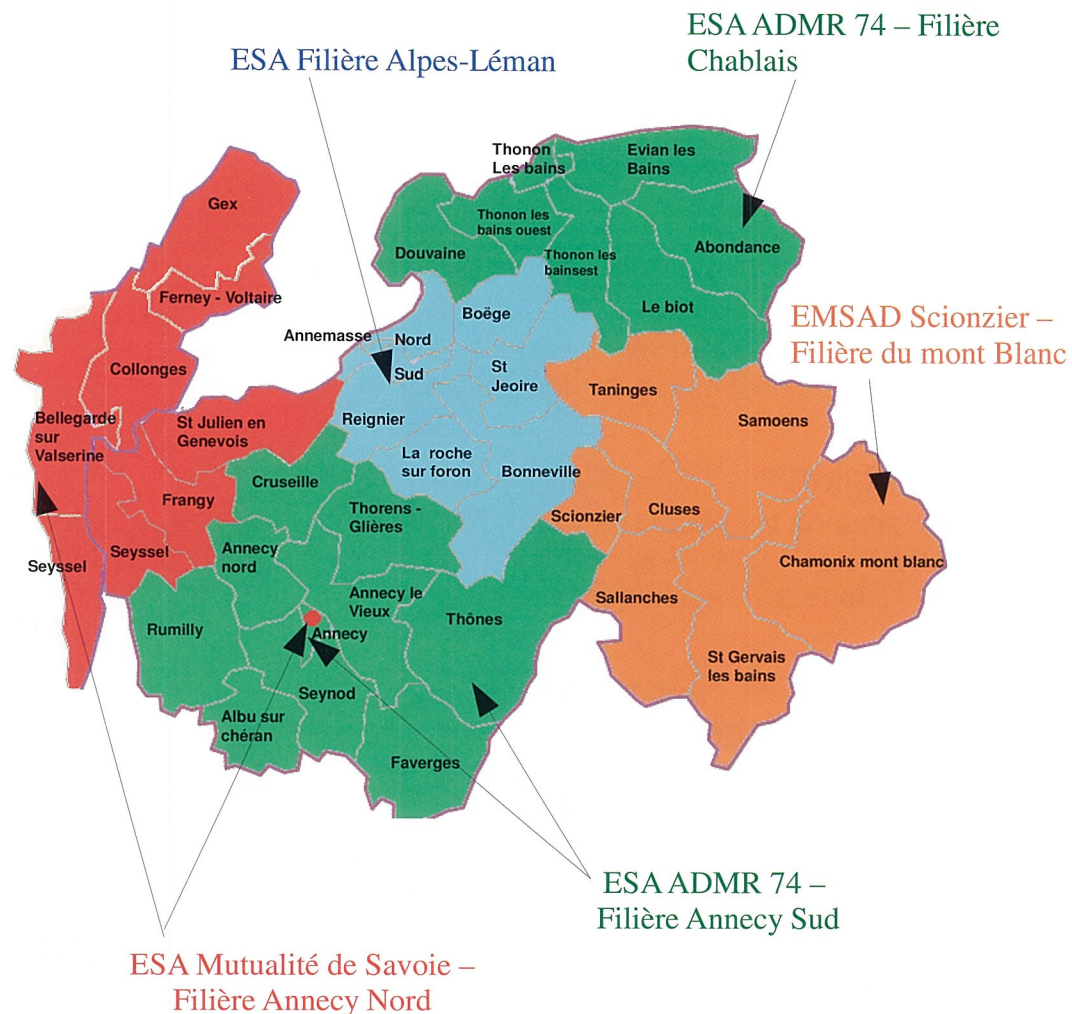 ESA ADMR 74 – Filière
Chablais
ESA Filière Alpes-Léman
Thonon
Les bains
Evian les
Bains
Gex
Thonon les
bains ouest
Douvaine
Thonon les
bainsest
Abondance
Ferney - Voltaire
Le biot
Boëge
EMSAD Scionzier –
Filière du mont Blanc
Annemasse
Nord
Sud
St
Jeoire
Collonges
Taninges
Bellegarde
sur
Valserine
St Julien en
Genevois
Reignier
Samoens
La roche
sur foron
Bonneville
Cruseille
Frangy
Thorens -
Glières
Scionzier
Cluses
Seyssel
Seyssel
Annecy
nord
Chamonix mont blanc
Annecy le
Vieux
Sallanches
Rumilly
Annecy
Thônes
St Gervais
les bains
Seynod
Albu sur
chéran
Faverges
ESA ADMR 74 –
Filière Annecy Sud
ESA Mutualité de Savoie –
Filière Annecy Nord